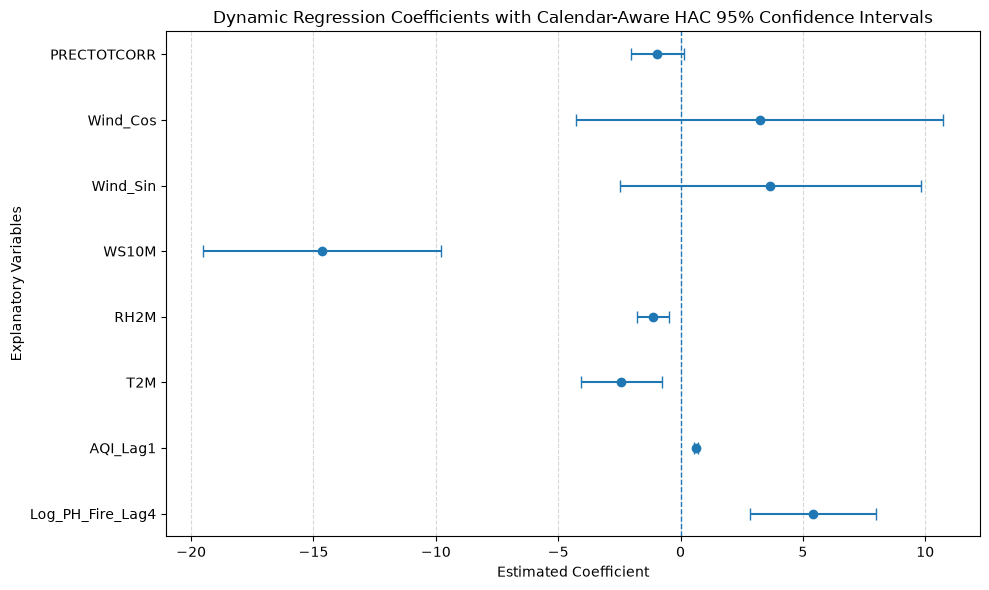 Dynamic Regression Coefficients with Calendar-Aware HAC 95% Confidence Intervals
Explanatory Variables
PRECTOTCORR
Wind_Cos
Wind_Sin
WS10M
RH2M
T2M
AQI_Lag1
Log_PH_Fire_Lag4
−20 −15 −10 −5 0 5 10
Estimated Coefficient